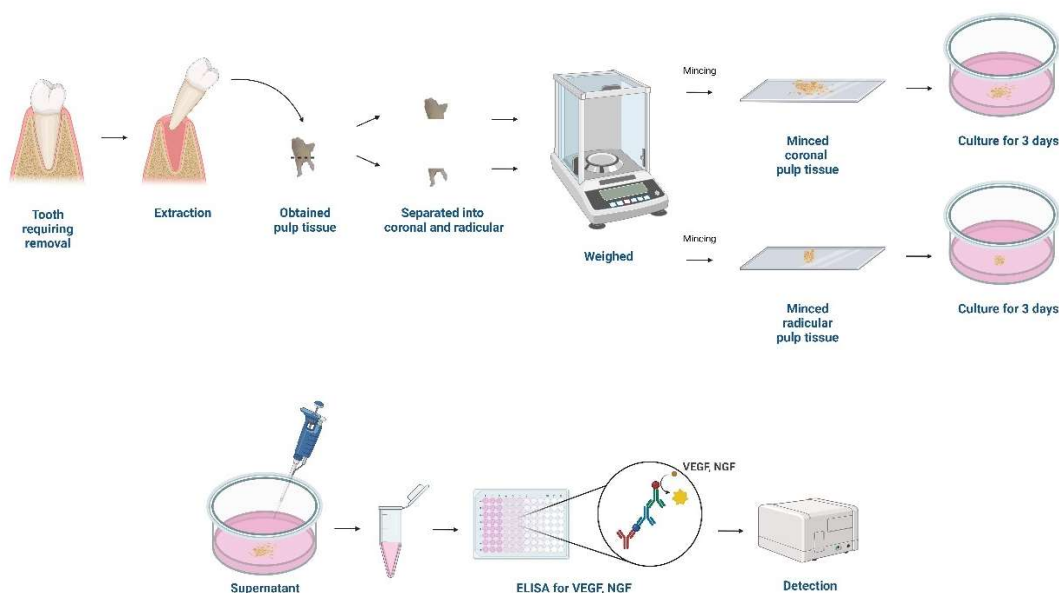 Mincing
Minced
coronal
pulp tissue
Culture for 3 days
Tooth
requiring
removal
Extraction
Obtained
pulp tissue
Separated into
coronal and radicular
Weighed
Mincing
Minced
radicular
pulp tissue
Culture for 3 days
VEGF, NGF
Supernatant
ELISA for VEGF, NGF
Detection